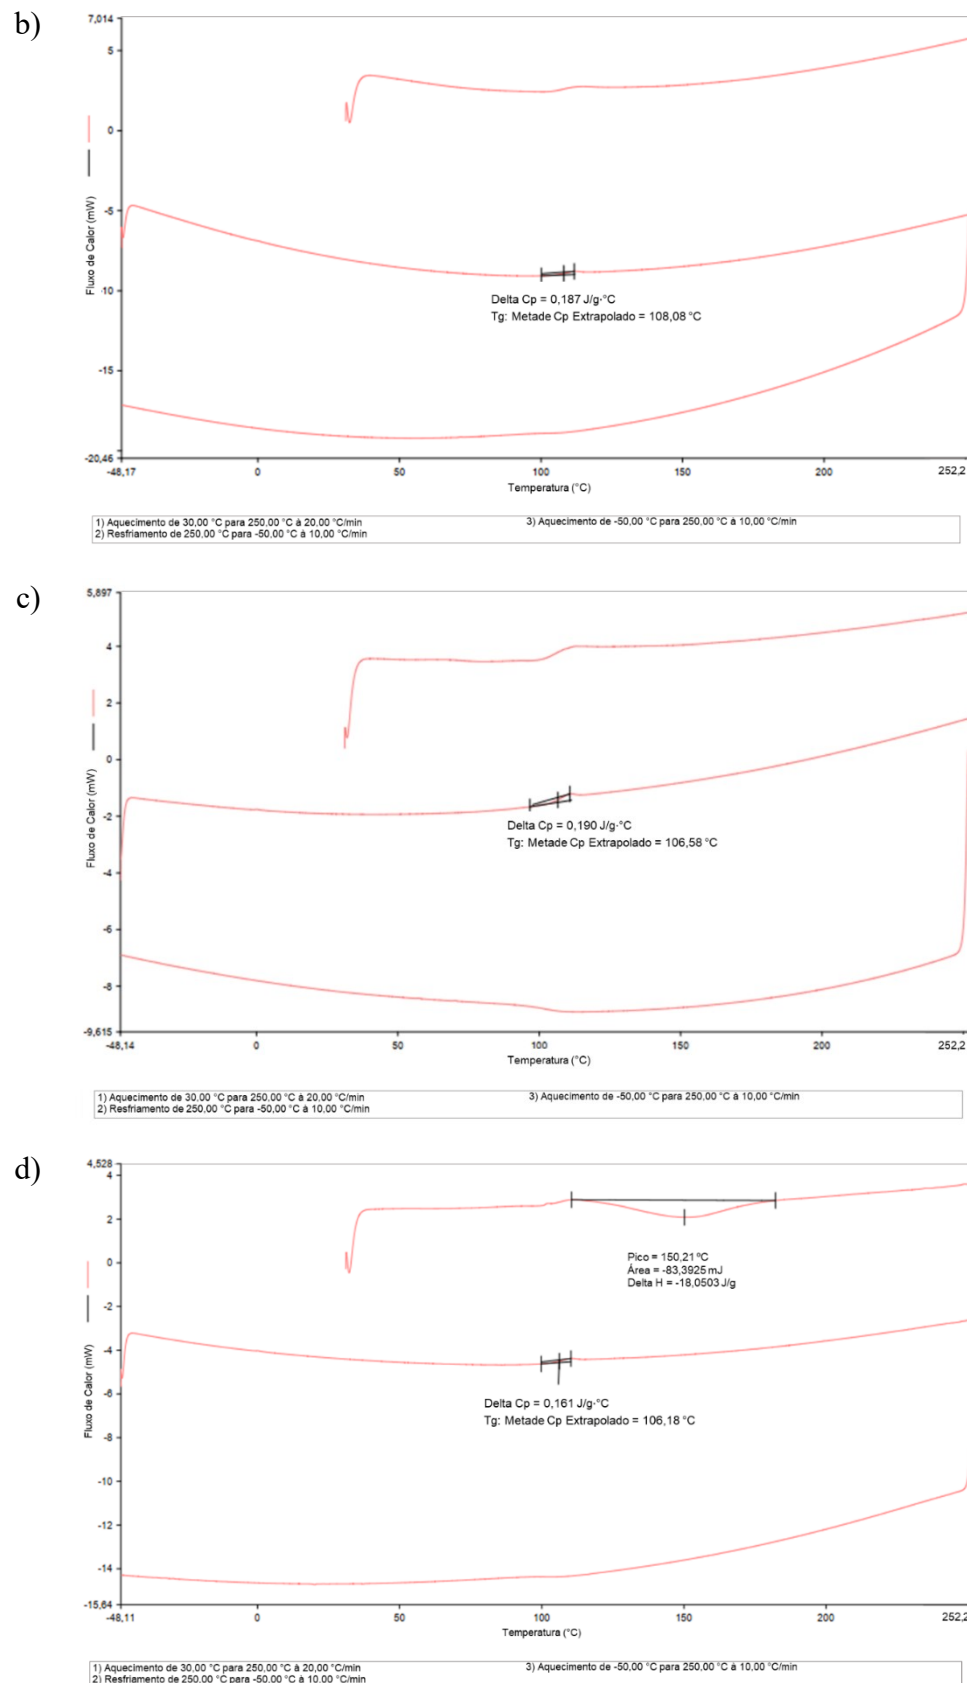 b)
7,014
5
0
-5
-10
-15
-20,46
Fluxo de Calor (mW)
Delta Cp = 0,187 J/g·°C
Tg: Metade Cp Extrapolado = 108,08 °C
-48,17 0 50 100 150 200 252,2
Temperatura (°C)
1) Aquecimento de 30,00 °C para 250,00 °C à 20,00 °C/min 3) Aquecimento de -50,00 °C para 250,00 °C à 10,00 °C/min
2) Resfriamento de 250,00 °C para -50,00 °C à 10,00 °C/min
c)
5,897
4
2
0
-2
-4
-6
-8
-9,615
Fluxo de Calor (mW)
Delta Cp = 0,190 J/g·°C
Tg: Metade Cp Extrapolado = 106,58 °C
-48,14 0 50 100 150 200 252,2
Temperatura (°C)
1) Aquecimento de 30,00 °C para 250,00 °C à 20,00 °C/min 3) Aquecimento de -50,00 °C para 250,00 °C à 10,00 °C/min
2) Resfriamento de 250,00 °C para -50,00 °C à 10,00 °C/min
d)
4,528
4
2
0
-2
-4
-6
-8
-10
-12
-14
-15,64
Fluxo de Calor (mW)
Pico = 150,21 ºC
Área = -83,3925 mJ
Delta H = -18,0503 J/g
Delta Cp = 0,161 J/g·°C
Tg: Metade Cp Extrapolado = 106,18 °C
-48,11 0 50 100 150 200 252,2
Temperatura (°C)
1) Aquecimento de 30,00 °C para 250,00 °C à 20,00 °C/min 3) Aquecimento de -50,00 °C para 250,00 °C à 10,00 °C/min
2) Resfriamento de 250,00 °C para -50,00 °C à 10,00 °C/min